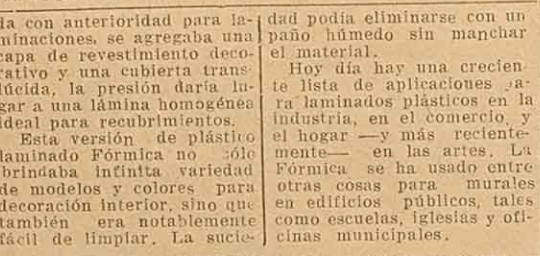 da con anterioridad para la-
minaciones, se agregaba una
capa de revestimiento deco-
rativo y una cubierta trans-
lúcida, la presión daría lu-
gar a una lámina homogénea
ideal para recubrimientos.
Esta versión de plástico
laminado Fórmica no sólo
brindaba infinita variedad
de modelos y colores para
decoración interior, sino que
también era notablemente
fácil de limpiar. La sucie-
dad podía eliminarse con un
paño húmedo sin manchar
el material.
Hoy día hay una crecien-
te lista de aplicaciones pa-
ra laminados plásticos en la
industria, en el comercio, y
el hogar —y más reciente-
mente— en las artes. La
Fórmica se ha usado entre
otras cosas para murales
en edificios públicos, tales
como escuelas, iglesias y ofi-
cinas municipales.